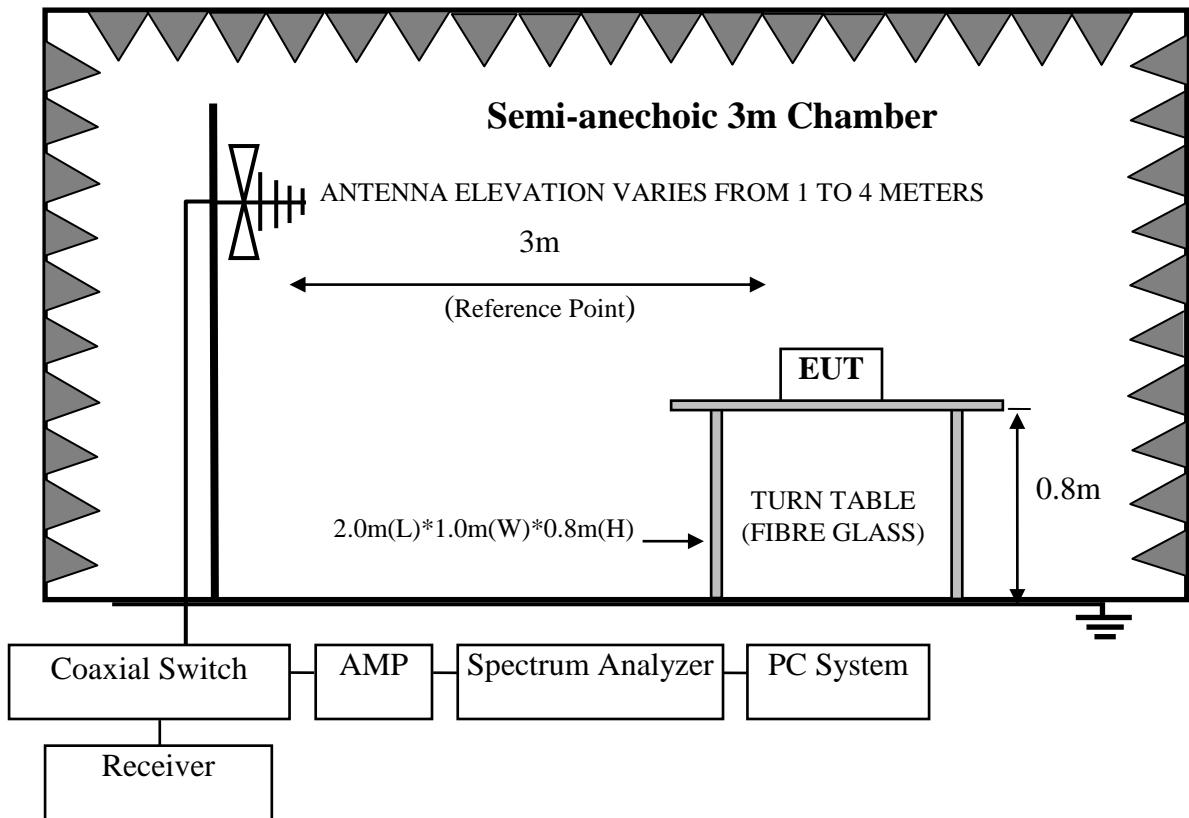 Semi-anechoic 3m Chamber
ANTENNA ELEVATION VARIES FROM 1 TO 4 METERS
3m
(Reference Point)
EUT
0.8m
TURN TABLE
(FIBRE GLASS)
2.0m(L)*1.0m(W)*0.8m(H)
Coaxial Switch
AMP
Spectrum Analyzer
PC System
Receiver